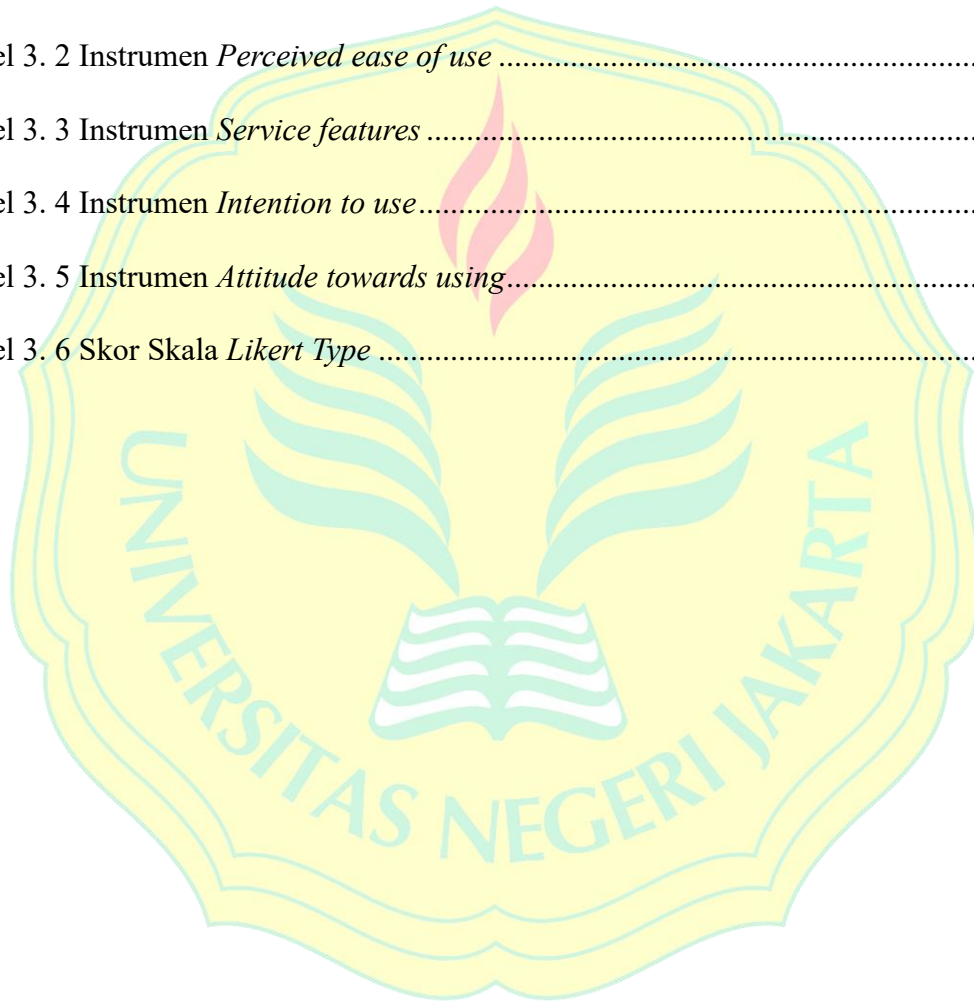 el 3. 2 Instrumen Perceived ease of use ...........................................................
el 3. 3 Instrumen Service features .....................................................................
el 3. 4 Instrumen Intention to use .......................................................................
el 3. 5 Instrumen Attitude towards using ...........................................................
el 3. 6 Skor Skala Likert Type ...........................................................................
UNIVERSITAS NEGERI JAKARTA